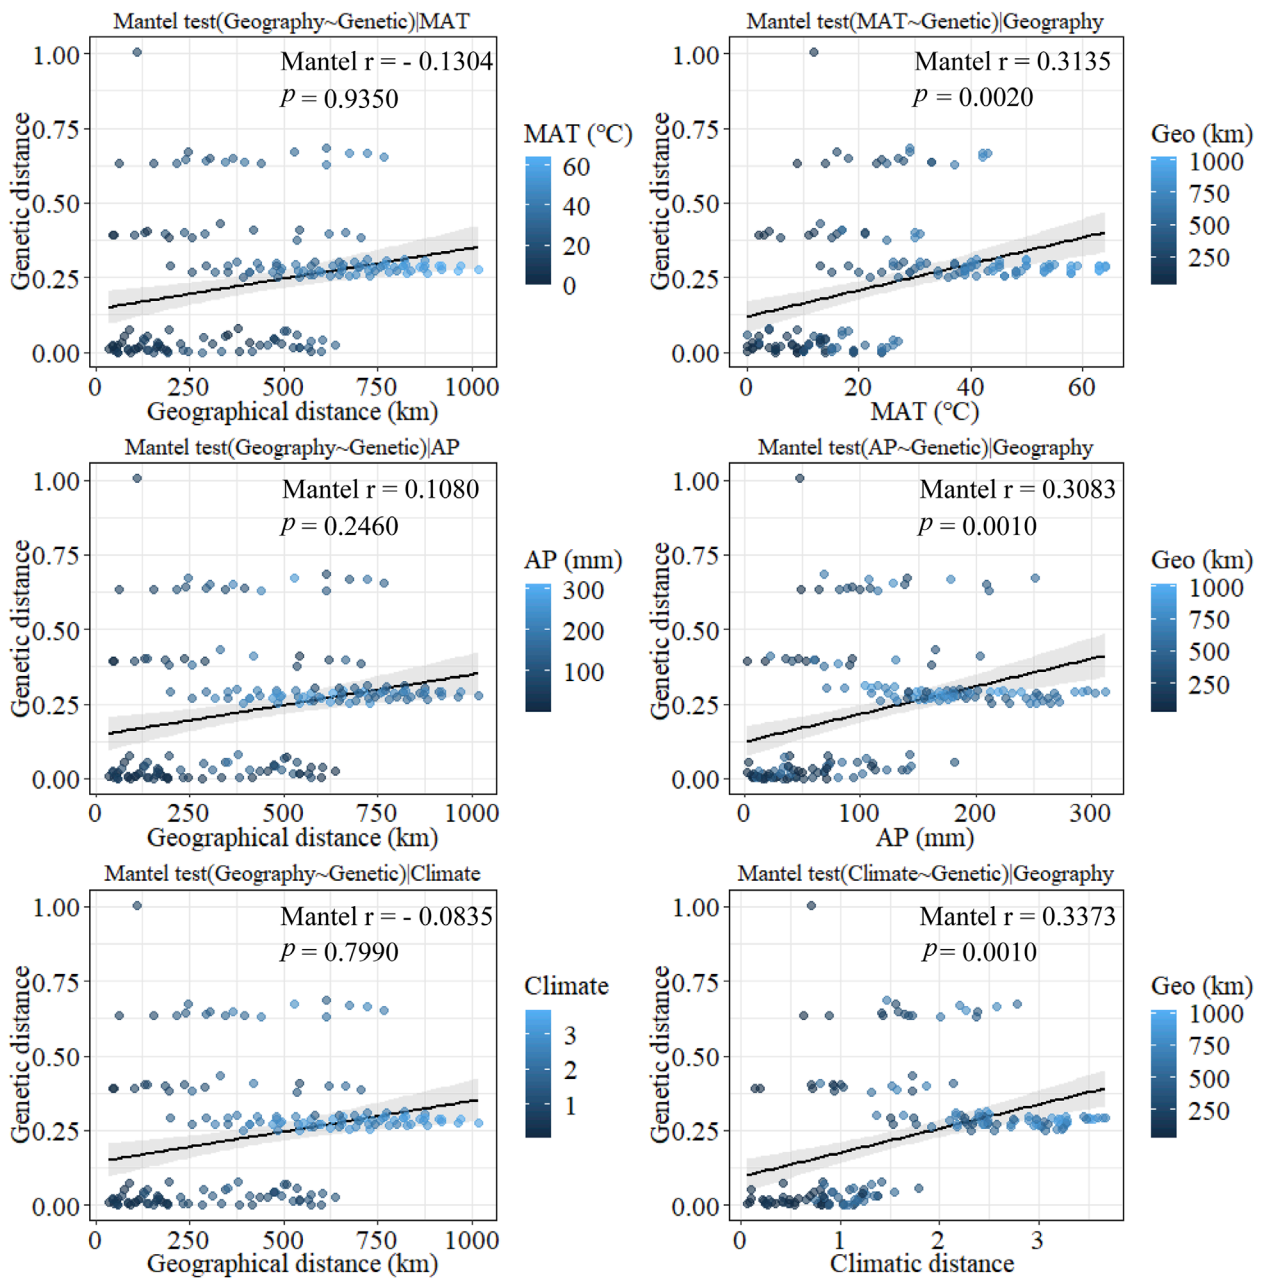 Mantel test(Geography~Genetic)|MAT
Mantel r = - 0.1304
p = 0.9350
Genetic distance
1.00
0.75
0.50
0.25
0.00
0 250 500 750 1000
Geographical distance (km)
MAT (℃)
60
40
20
0
Mantel test(MAT~Genetic)|Geography
Mantel r = 0.3135
p = 0.0020
Genetic distance
1.00
0.75
0.50
0.25
0.00
0 20 40 60
MAT (℃)
Geo (km)
1000
750
500
250
Mantel test(Geography~Genetic)|AP
Mantel r = 0.1080
p = 0.2460
Genetic distance
1.00
0.75
0.50
0.25
0.00
0 250 500 750 1000
Geographical distance (km)
AP (mm)
300
200
100
Mantel test(AP~Genetic)|Geography
Mantel r = 0.3083
p = 0.0010
Genetic distance
1.00
0.75
0.50
0.25
0.00
0 100 200 300
AP (mm)
Geo (km)
1000
750
500
250
Mantel test(Geography~Genetic)|Climate
Mantel r = - 0.0835
p = 0.7990
Genetic distance
1.00
0.75
0.50
0.25
0.00
0 250 500 750 1000
Geographical distance (km)
Climate
3
2
1
Mantel test(Climate~Genetic)|Geography
Mantel r = 0.3373
p= 0.0010
Genetic distance
1.00
0.75
0.50
0.25
0.00
0 1 2 3
Climatic distance
Geo (km)
1000
750
500
250